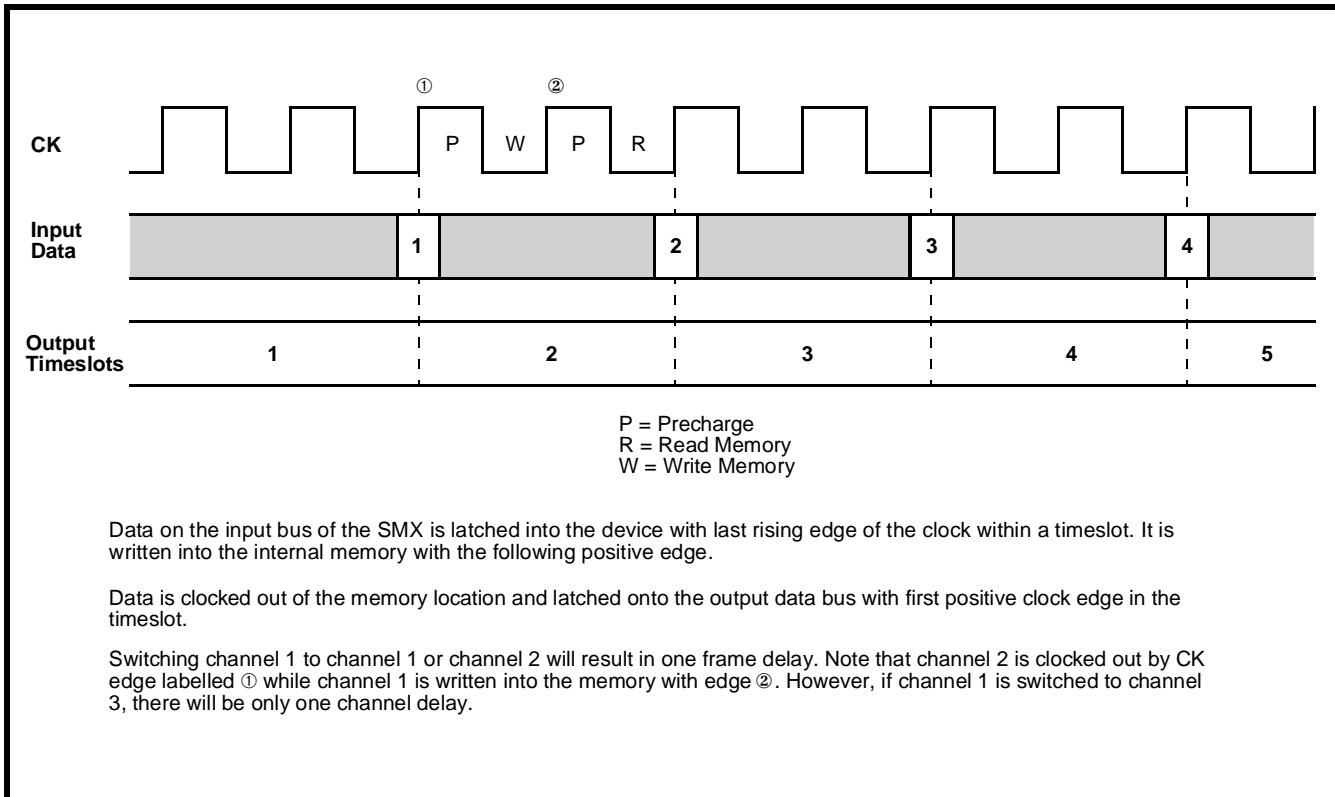 ① ②
CK P W P R
Input
Data
1 2 3 4
Output
Timeslots
1 2 3 4 5
P = Precharge
R = Read Memory
W = Write Memory
Data on the input bus of the SMX is latched into the device with last rising edge of the clock within a timeslot. It is
written into the internal memory with the following positive edge.
Data is clocked out of the memory location and latched onto the output data bus with first positive clock edge in the
timeslot.
Switching channel 1 to channel 1 or channel 2 will result in one frame delay. Note that channel 2 is clocked out by CK
edge labelled ① while channel 1 is written into the memory with edge ②. However, if channel 1 is switched to channel
3, there will be only one channel delay.